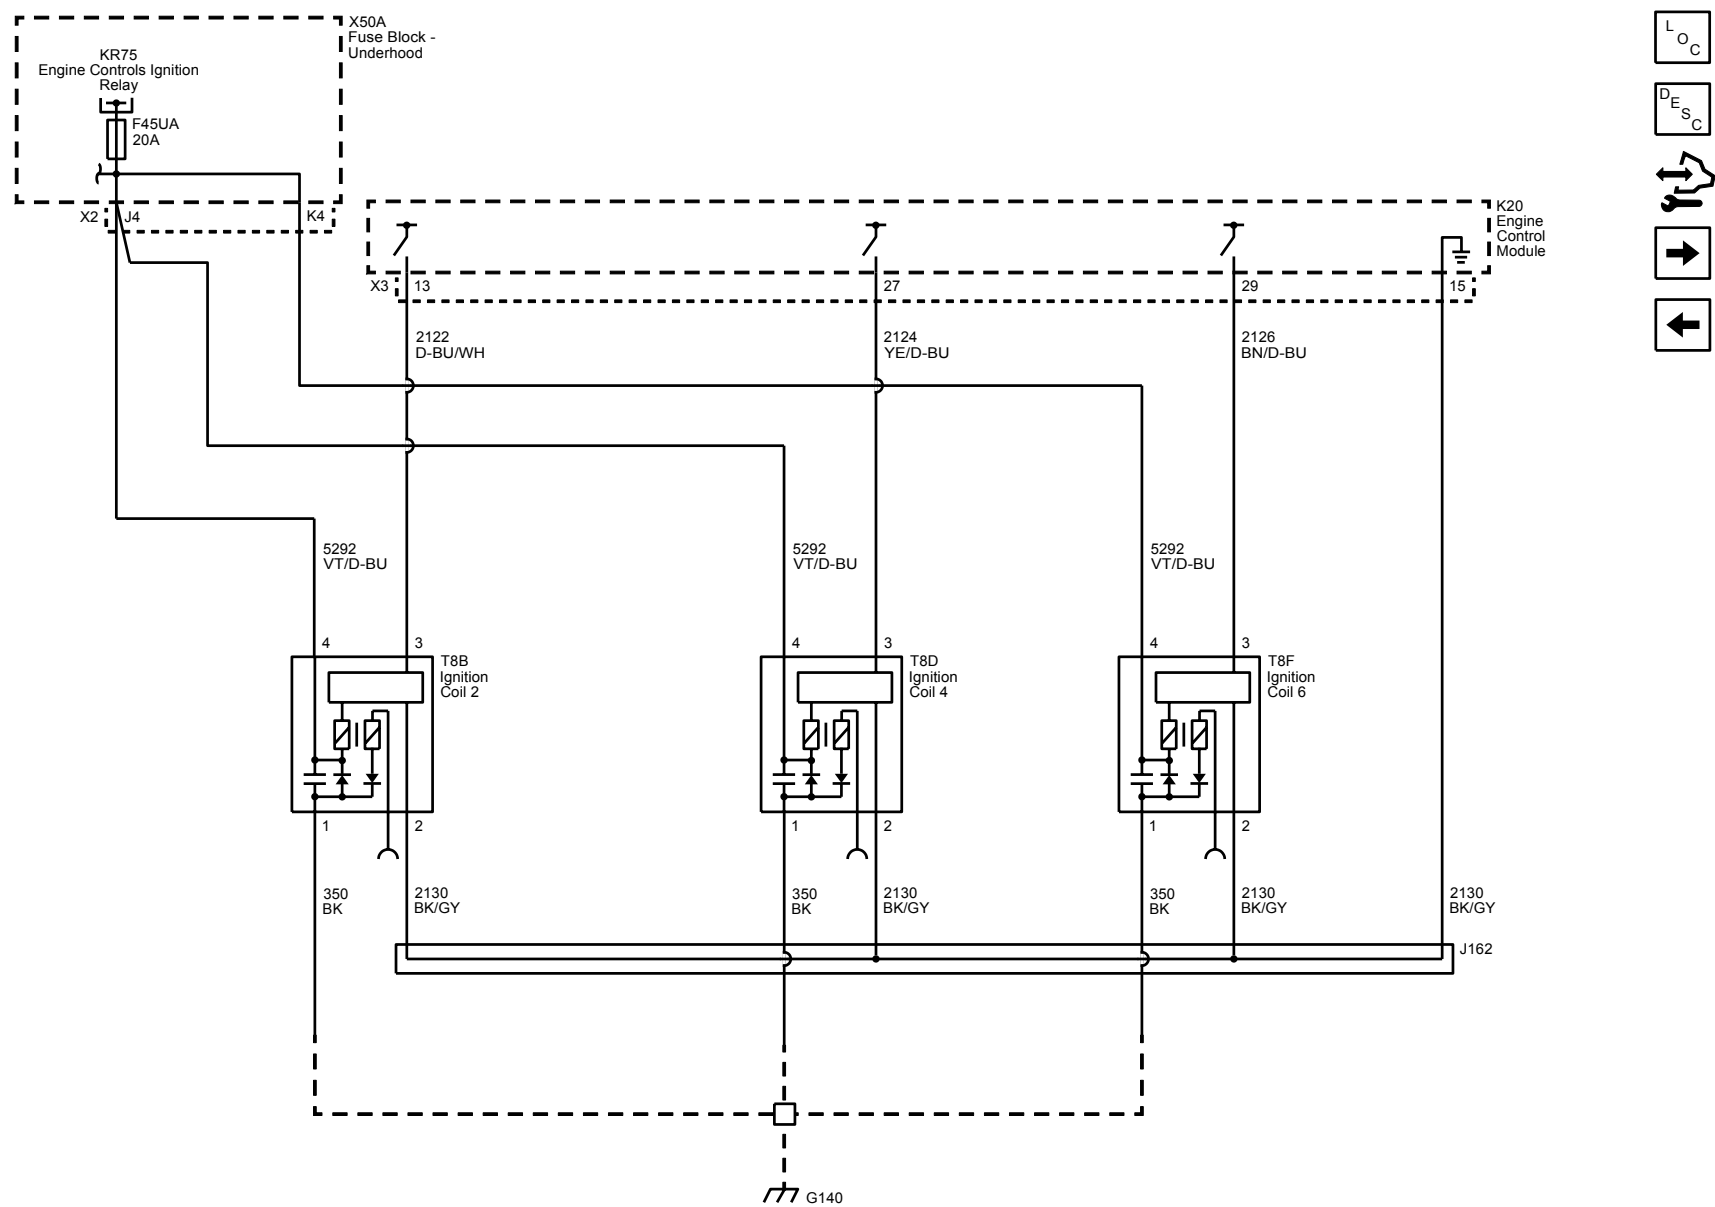 X50A
Fuse Block -
Underhood
KR75
Engine Controls Ignition
Relay
F45UA
20A
X2
J4
K4
LOC
DESC
K20
Engine
Control
Module
X3
13
27
29
15
2122
D-BU/WH
2124
YE/D-BU
2126
BN/D-BU
5292
VT/D-BU
5292
VT/D-BU
5292
VT/D-BU
4
3
4
3
4
3
T8B
Ignition
Coil 2
T8D
Ignition
Coil 4
T8F
Ignition
Coil 6
1
2
1
2
1
2
350
BK
2130
BK/GY
350
BK
2130
BK/GY
350
BK
2130
BK/GY
2130
BK/GY
J162
G140